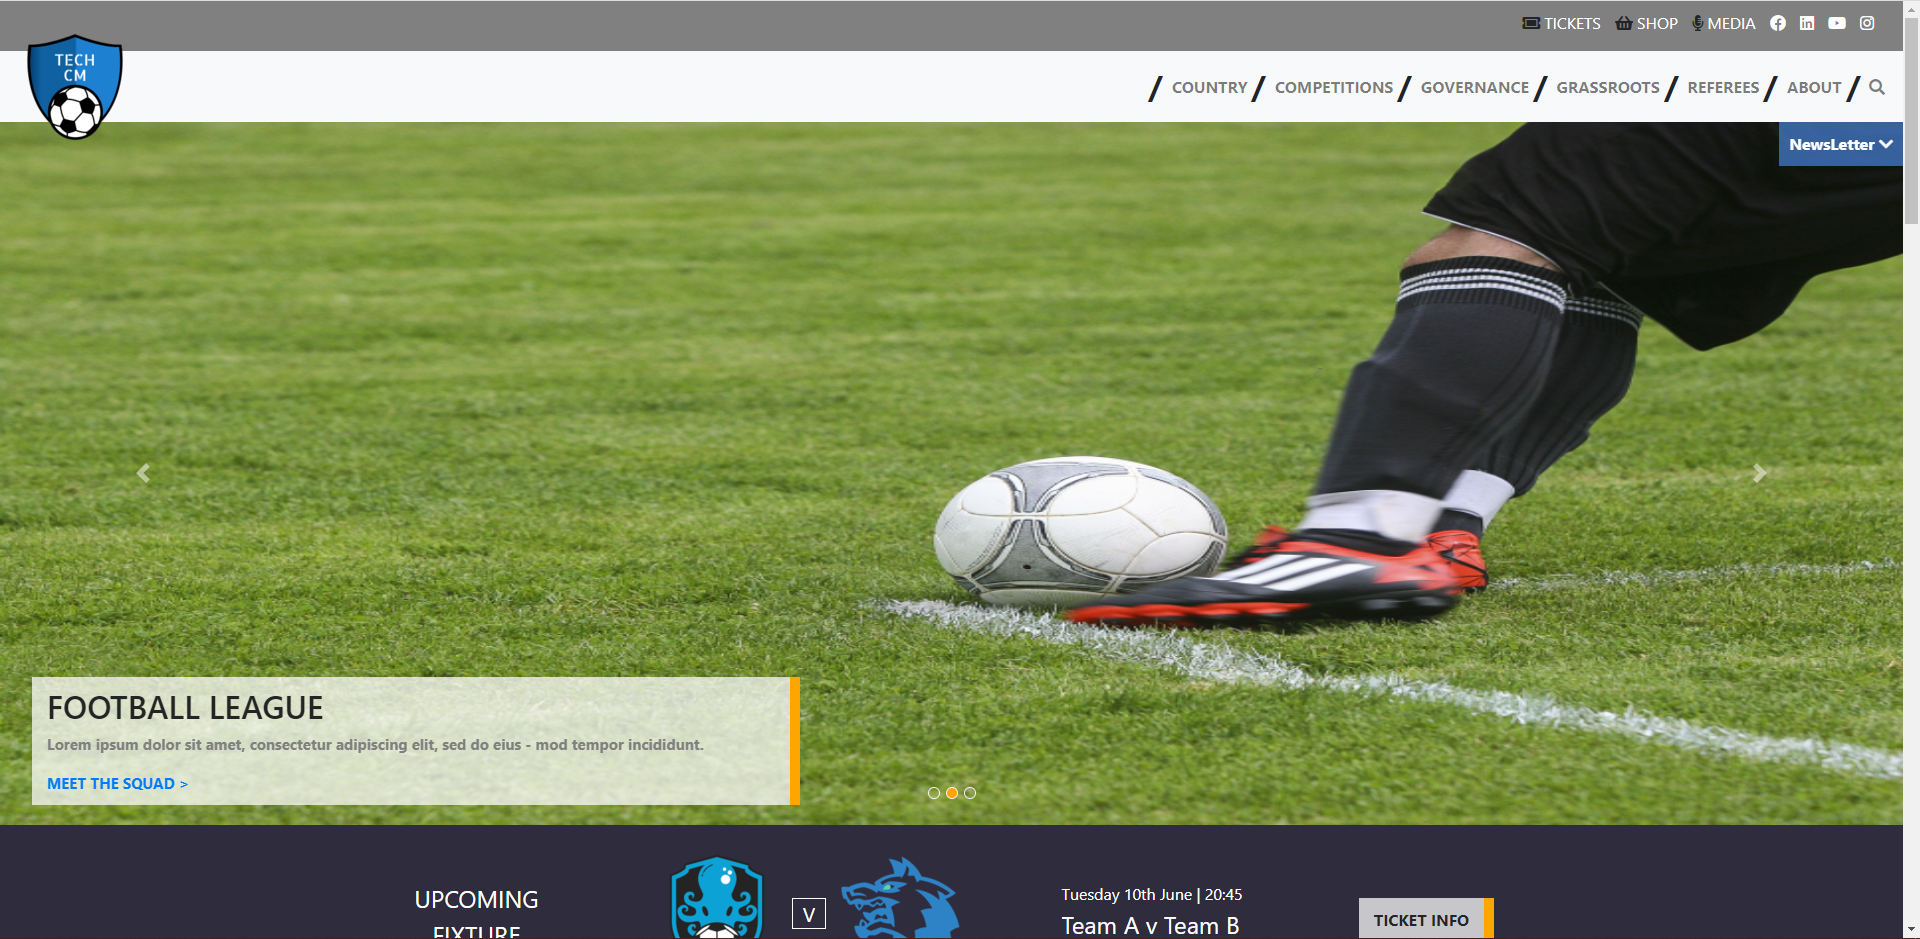 TICKETS SHOP MEDIA
TECH
CM
/ COUNTRY / COMPETITIONS / GOVERNANCE / GRASSROOTS / REFEREES / ABOUT /
NewsLetter
FOOTBALL LEAGUE
Lorem ipsum dolor sit amet, consectetur adipiscing elit, sed do eius - mod tempor incididunt.
MEET THE SQUAD >
UPCOMING
FIXTURE
V
Tuesday 10th June | 20:45
Team A v Team B
TICKET INFO